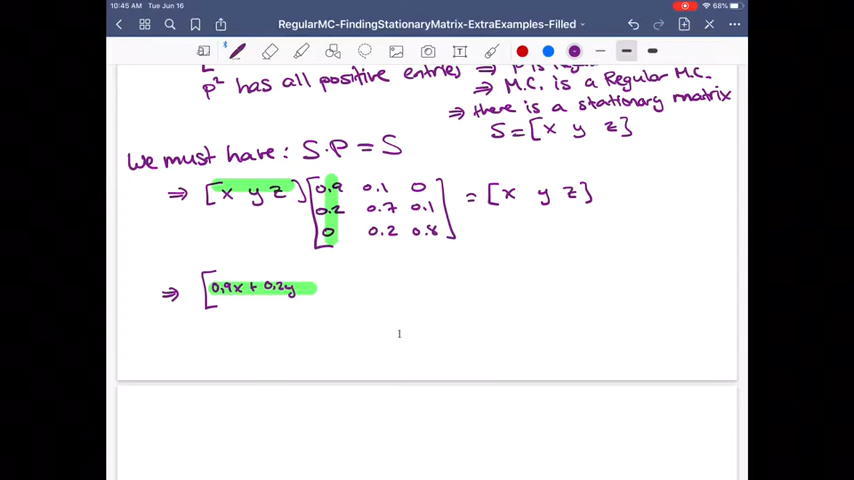 10:45 AM Tue Jun 16
68%
RegularMC-FindingStationaryMatrix-ExtraExamples-Filled
P² has all positive entries ⇒ P is
⇒ M.C. is a Regular M.C.
⇒ there is a stationary matrix
S = [x y z]
We must have: S.P = S
⇒ [x y z] [0.9 0.1 0
0.2 0.7 0.1
0 0.2 0.8] = [x y z]
⇒ [0.9x + 0.2y
1